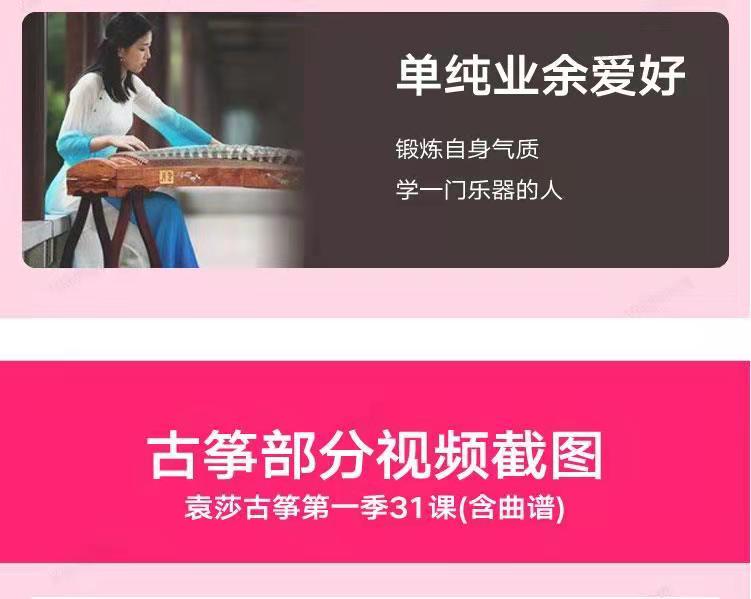 单纯业余爱好
锻炼自身气质
学一门乐器的人
古筝部分视频截图
袁莎古筝第一季31课(含曲谱)